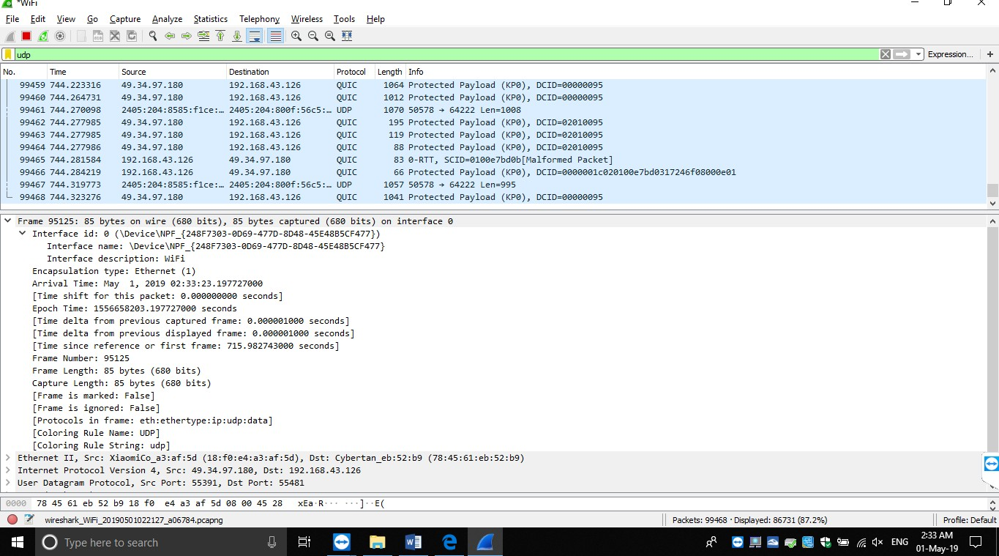 *WiFi
File Edit View Go Capture Analyze Statistics Telephony Wireless Tools Help
udp
Expression... +
No. Time Source Destination Protocol Length Info
99459 744.223316 49.34.97.180 192.168.43.126 QUIC 1064 Protected Payload (KP0), DCID=00000095
99460 744.264731 49.34.97.180 192.168.43.126 QUIC 1012 Protected Payload (KP0), DCID=00000095
99461 744.270098 2405:204:8585:f1ce:… 2405:204:800f:56c5:… UDP 1070 50578 → 64222 Len=1008
99462 744.277985 49.34.97.180 192.168.43.126 QUIC 195 Protected Payload (KP0), DCID=02010095
99463 744.277985 49.34.97.180 192.168.43.126 QUIC 119 Protected Payload (KP0), DCID=02010095
99464 744.277986 49.34.97.180 192.168.43.126 QUIC 88 Protected Payload (KP0), DCID=02010095
99465 744.281584 192.168.43.126 49.34.97.180 QUIC 83 0-RTT, SCID=0100e7bd0b[Malformed Packet]
99466 744.284219 192.168.43.126 49.34.97.180 QUIC 66 Protected Payload (KP0), DCID=0000001c020100e7bd0317246f08000e01
99467 744.319773 2405:204:8585:f1ce:… 2405:204:800f:56c5:… UDP 1057 50578 → 64222 Len=995
99468 744.323276 49.34.97.180 192.168.43.126 QUIC 1041 Protected Payload (KP0), DCID=00000095
Frame 95125: 85 bytes on wire (680 bits), 85 bytes captured (680 bits) on interface 0
Interface id: 0 (\Device\NPF_{248F7303-0D69-477D-8D48-45E48B5CF477})
Interface name: \Device\NPF_{248F7303-0D69-477D-8D48-45E48B5CF477}
Interface description: WiFi
Encapsulation type: Ethernet (1)
Arrival Time: May  1, 2019 02:33:23.197727000
[Time shift for this packet: 0.000000000 seconds]
Epoch Time: 1556658203.197727000 seconds
[Time delta from previous captured frame: 0.000001000 seconds]
[Time delta from previous displayed frame: 0.000001000 seconds]
[Time since reference or first frame: 715.982743000 seconds]
Frame Number: 95125
Frame Length: 85 bytes (680 bits)
Capture Length: 85 bytes (680 bits)
[Frame is marked: False]
[Frame is ignored: False]
[Protocols in frame: eth:ethertype:ip:udp:data]
[Coloring Rule Name: UDP]
[Coloring Rule String: udp]
Ethernet II, Src: XiaomiCo_a3:af:5d (18:f0:e4:a3:af:5d), Dst: Cybertan_eb:52:b9 (78:45:61:eb:52:b9)
Internet Protocol Version 4, Src: 49.34.97.180, Dst: 192.168.43.126
User Datagram Protocol, Src Port: 55391, Dst Port: 55481
0000 78 45 61 eb 52 b9 18 f0 e4 a3 af 5d 08 00 45 28 xEa·R··· ···]··E(
wireshark_WiFi_20190501022127_a06784.pcapng
Packets: 99468 · Displayed: 86731 (87.2%)
Profile: Default
Type here to search
ENG
2:33 AM
01-May-19